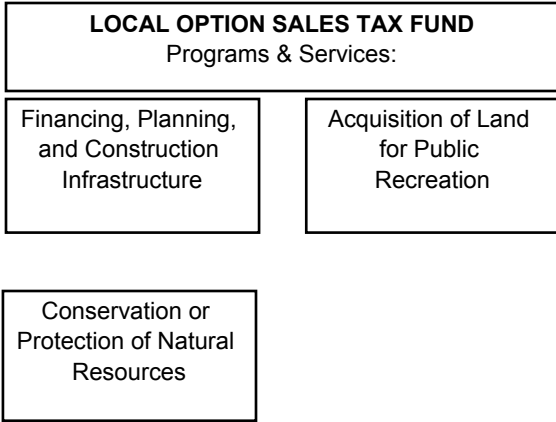 LOCAL OPTION SALES TAX FUND
Programs & Services:
Financing, Planning,
and Construction
Infrastructure
Acquisition of Land
for Public
Recreation
Conservation or
Protection of Natural
Resources